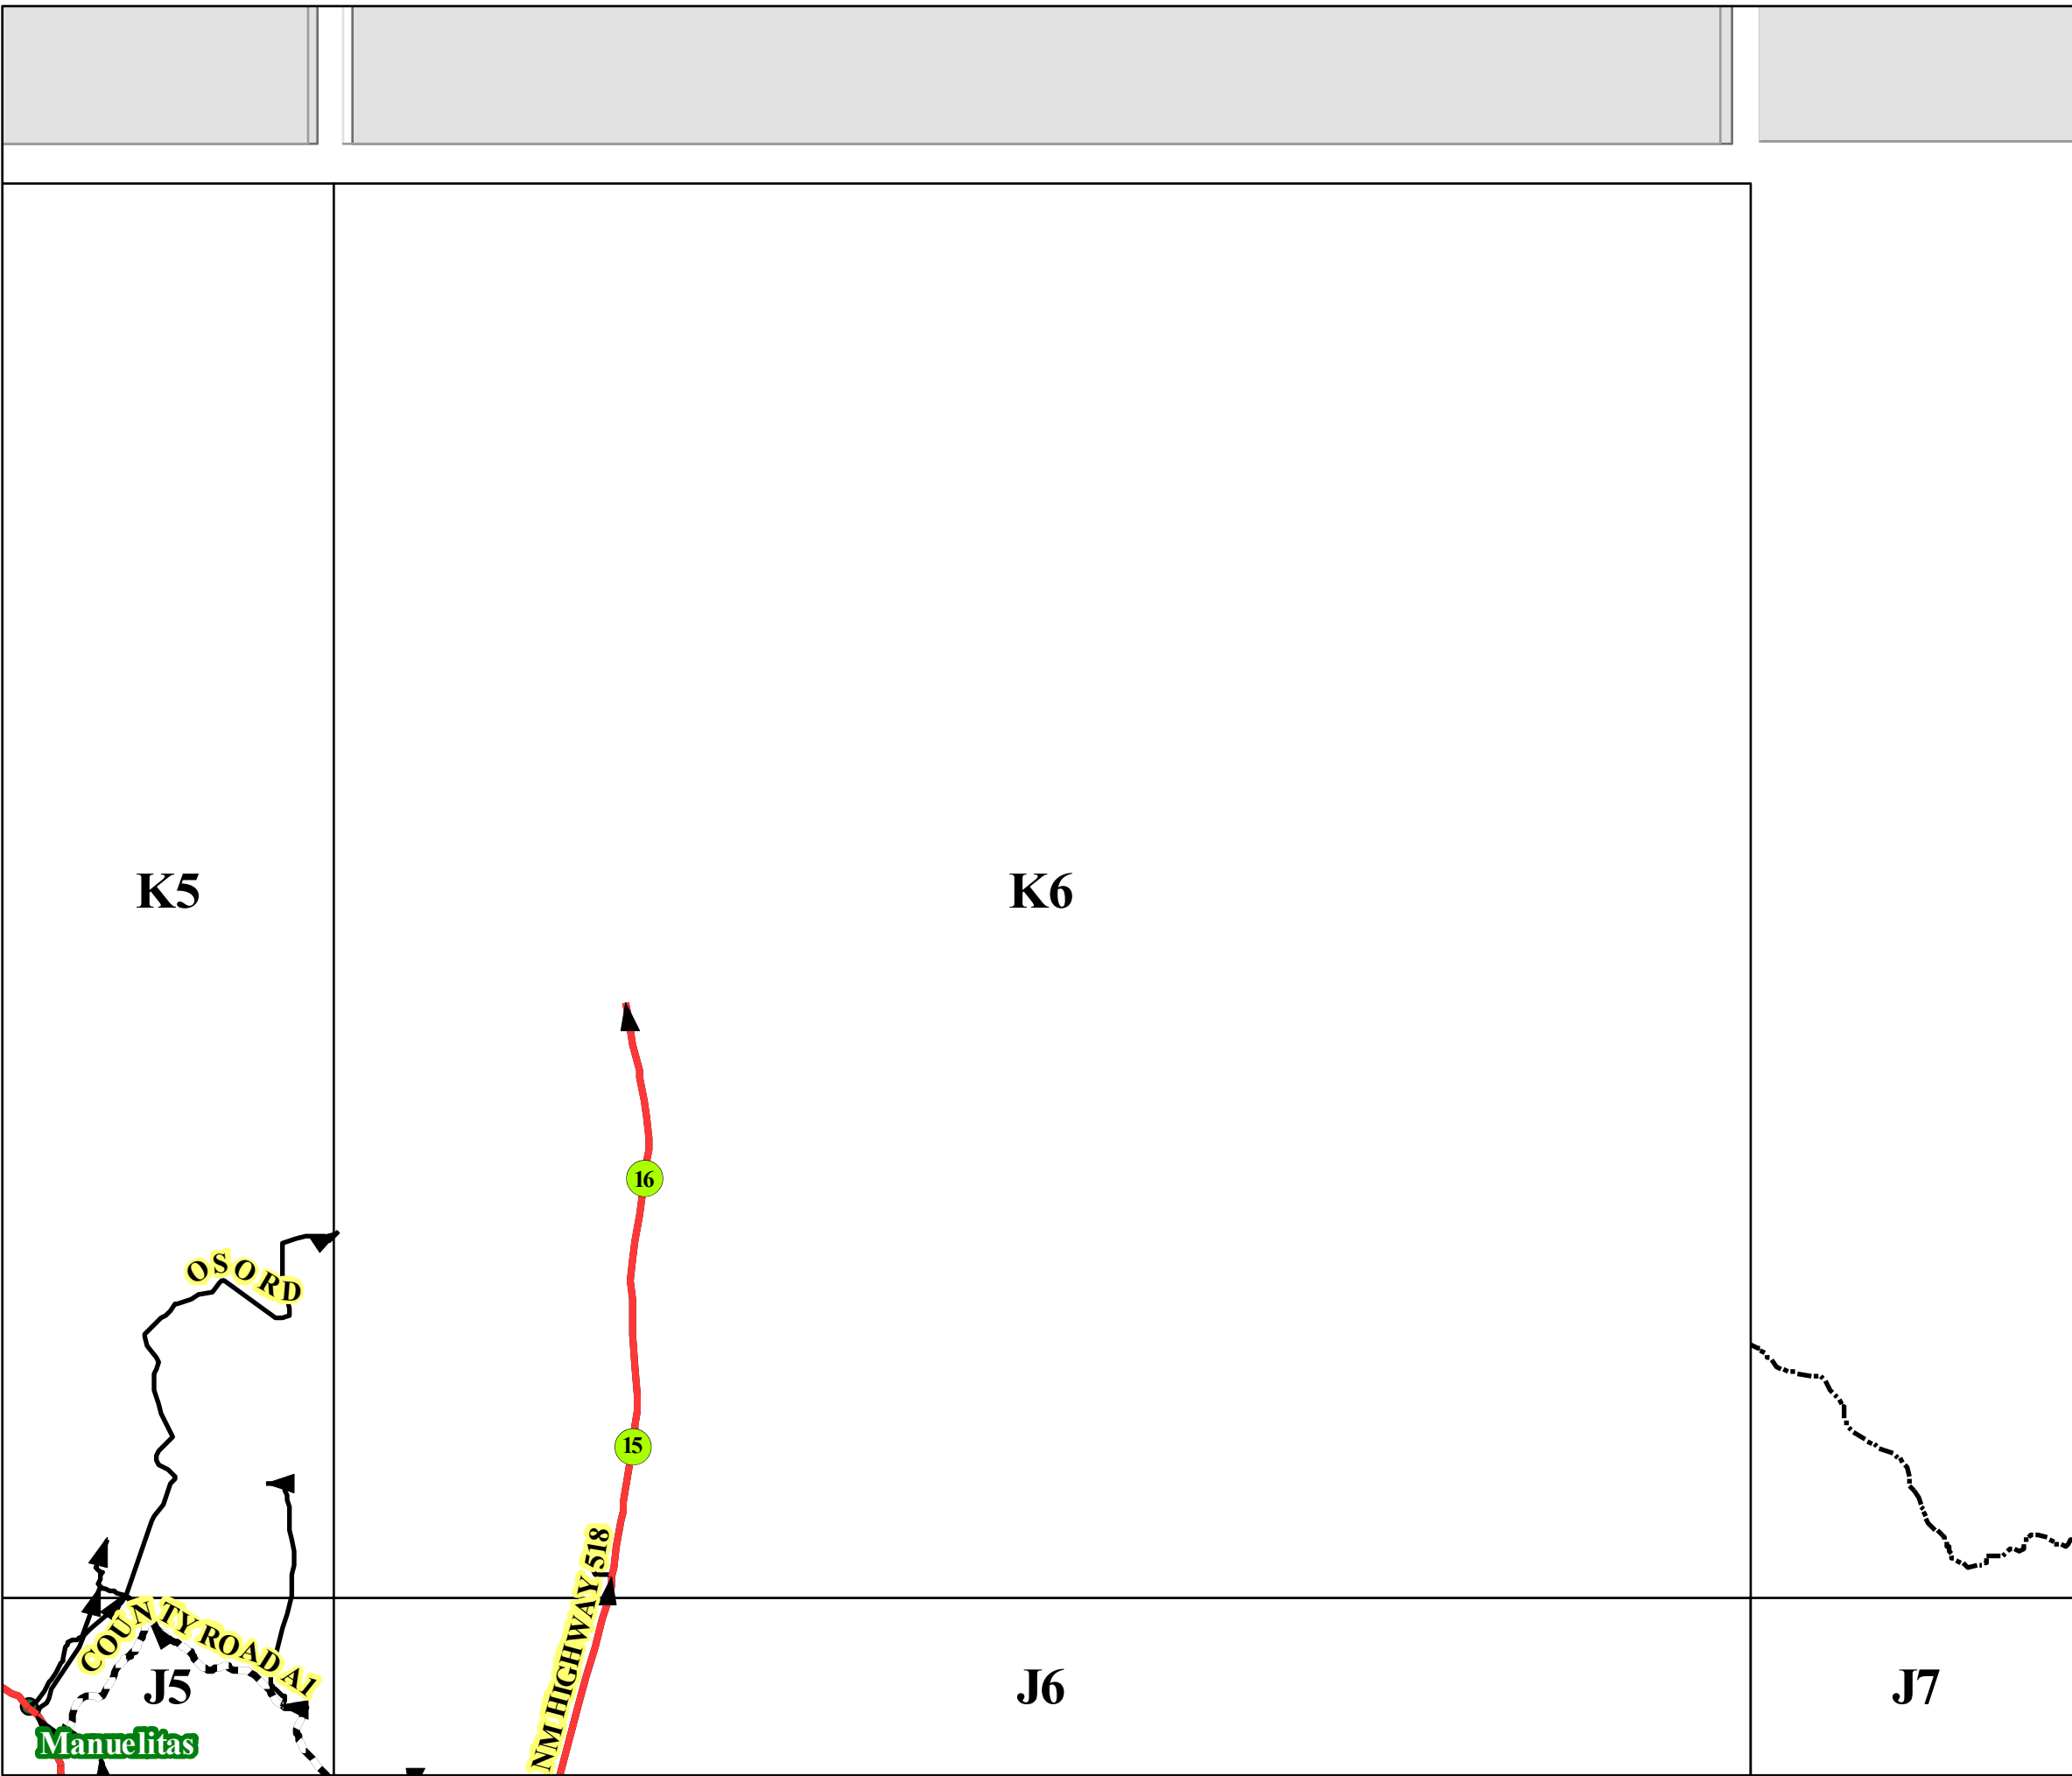 K5
K6
16
OSO RD
15
NM HIGHWAY 518
COUNTY ROAD A1
J5
J6
J7
Manuelitas